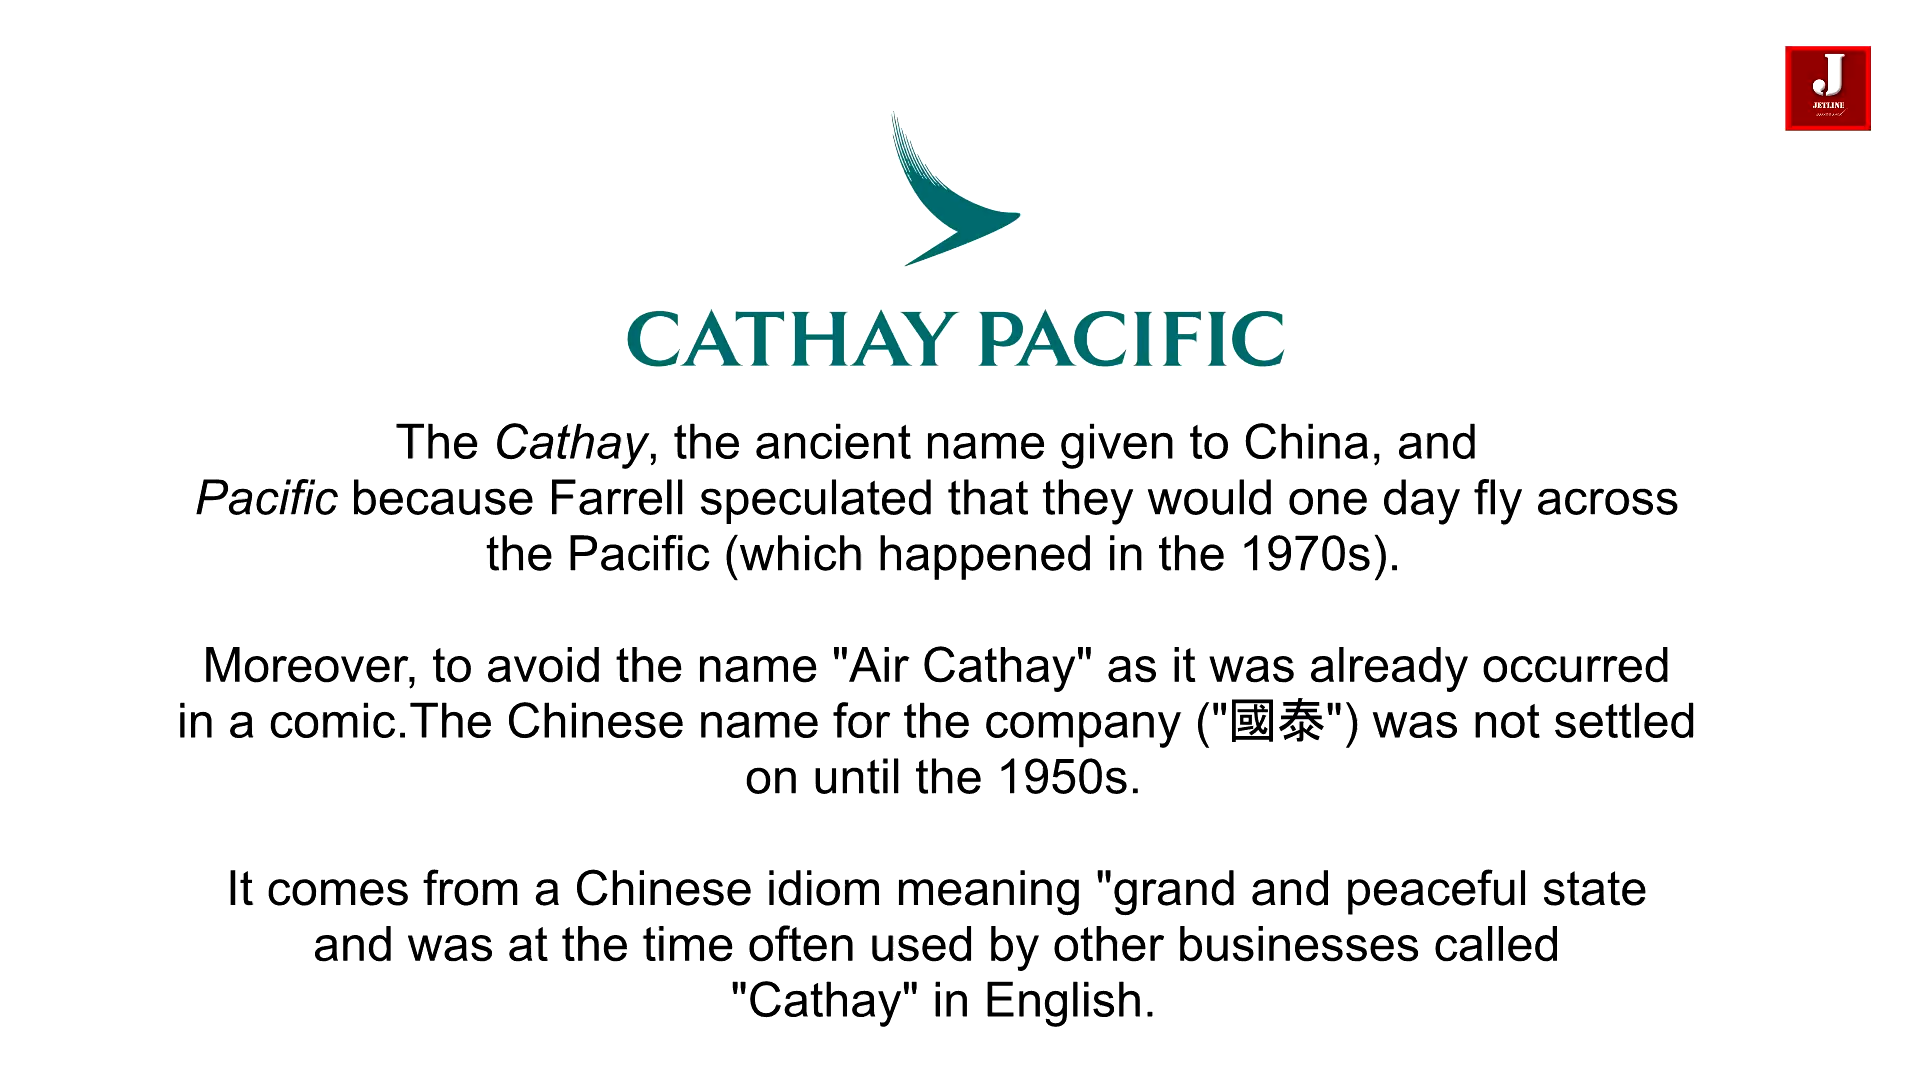 J
JETLINE
CATHAY PACIFIC
The Cathay, the ancient name given to China, and
Pacific because Farrell speculated that they would one day fly across
the Pacific (which happened in the 1970s).
Moreover, to avoid the name "Air Cathay" as it was already occurred
in a comic.The Chinese name for the company ("國泰") was not settled
on until the 1950s.
It comes from a Chinese idiom meaning "grand and peaceful state
and was at the time often used by other businesses called
"Cathay" in English.